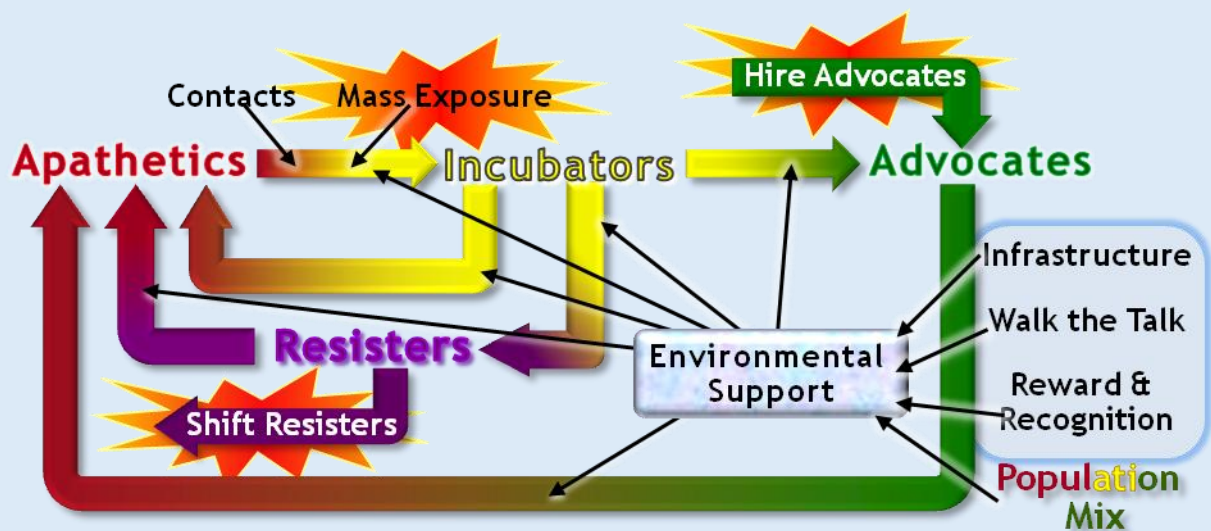 Hire Advocates
Contacts
Mass Exposure
Apathetics
Incubators
Advocates
Infrastructure
Walk the Talk
Resisters
Environmental
Support
Reward &
Recognition
Shift Resisters
Population
Mix